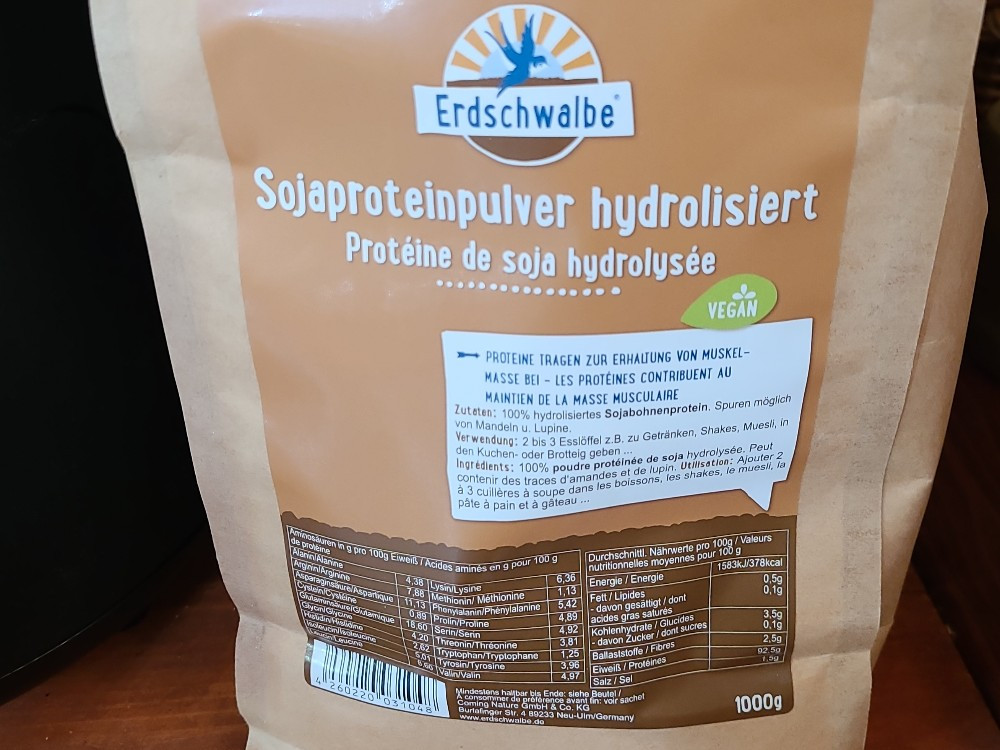 Erdschwalbe®
Sojaproteinpulver hydrolisiert
Protéine de soja hydrolysée
VEGAN
PROTEINE TRAGEN ZUR ERHALTUNG VON MUSKEL-
MASSE BEI – LES PROTÉINES CONTRIBUENT AU
MAINTIEN DE LA MASSE MUSCULAIRE
Zutaten: 100% hydrolisiertes Sojabohnenprotein. Spuren möglich
von Mandeln u. Lupine.
Verwendung: 2 bis 3 Esslöffel z.B. zu Getränken, Shakes, Muesli, in
den Kuchen- oder Brotteig geben ...
Ingrédients: 100% poudre protéinée de soja hydrolysée. Peut
contenir des traces d'amandes et de lupin. Utilisation: Ajouter 2
à 3 cuillères à soupe dans les boissons, les shakes, le muesli, la
pâte à pain et à gâteau ...
Aminosäuren in g pro 100g Eiweiß / Acides aminés en g pour 100 g
de protéine
Alanin/Alanine 4,38 Lysin/Lysine 6,36
Arginin/Arginine 7,88 Methionin/ Méthionine 1,13
Asparaginsäure/Aspartique 11,13 Phenylalanin/Phénylalanine 5,42
Cystein/Cystéine 0,89 Prolin/Proline 4,89
Glutaminsäure/Glutamique 18,60 Serin/Serin 4,92
Glycin/Glycine 4,20 Threonin/Thréonine 3,81
Histidin/Histidine 2,62 Tryptophan/Tryptophane 1,25
Isoleucin/Isoleucine 5,01 Tyrosin/Tyrosine 3,96
Leucin/Leucine Valin/Valin 4,97
Durchschnittl. Nährwerte pro 100g / Valeurs
nutritionnelles moyennes pour 100 g
Energie / Energie 1583kJ/378kcal
Fett / Lipides 0,5g
- davon gesättigt / dont 0,1g
acides gras saturés
Kohlenhydrate / Glucides 3,5g
- davon Zucker / dont sucres 0,1g
Ballaststoffe / Fibres 2,5g
Eiweiß / Protéines 92,5g
Salz / Sel 1,5g
4 260220 031048
Mindestens haltbar bis Ende: siehe Beutel /
A consommer de préférence avant fin: voir sachet
Coming Nature GmbH & Co. KG
Burlafinger Str. 4 89233 Neu-Ulm/Germany
www.erdschwalbe.de
1000g